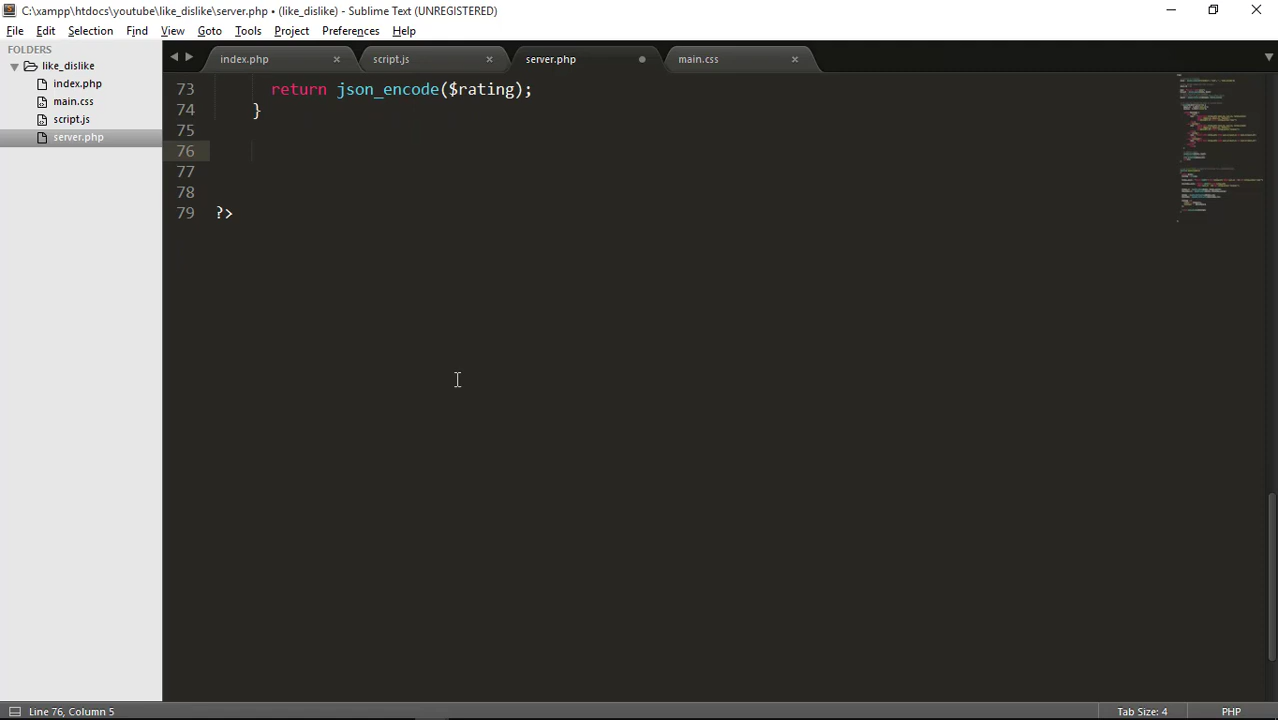 C:\xampp\htdocs\youtube\like_dislike\server.php • (like_dislike) - Sublime Text (UNREGISTERED)
File Edit Selection Find View Goto Tools Project Preferences Help
FOLDERS
like_dislike
index.php
main.css
script.js
server.php
index.php script.js server.php main.css
73 return json_encode($rating);
74 }
75
76
77
78
79 ?>
Line 76, Column 5 Tab Size: 4 PHP